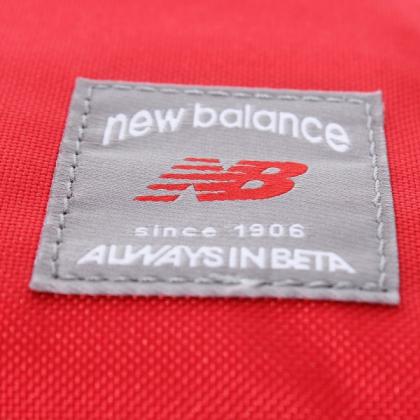 new balance
NB
since 1906
ALWAYS IN BETA